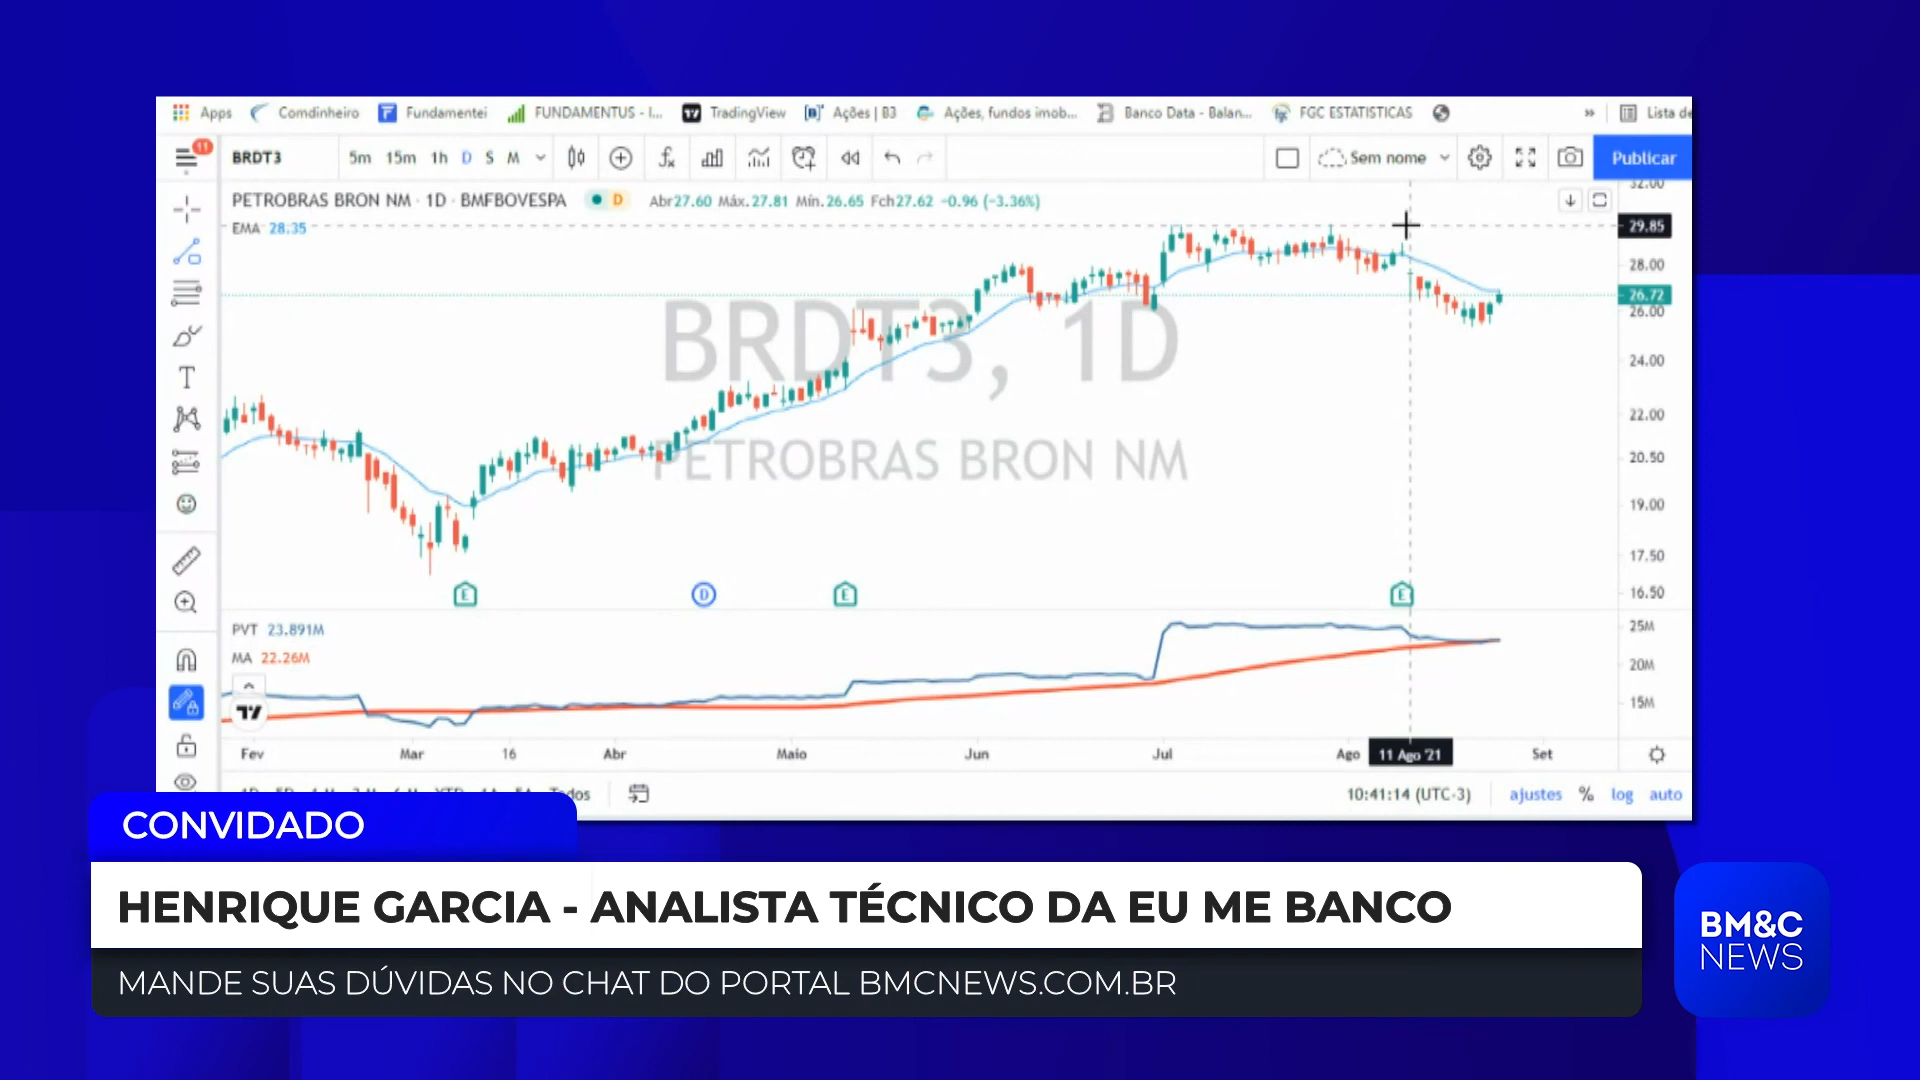 Apps Comdinheiro Fundamentei FUNDAMENTUS - I... TradingView Ações | B3 Ações, fundos imob... Banco Data - Balan... FGC ESTATISTICAS » Lista de
11
BRDT3 5m 15m 1h D S M Sem nome Publicar
PETROBRAS BRON NM · 1D · BMFBOVESPA D Abr27.60 Máx.27.81 Mín.26.65 Fch27.62 -0.96 (-3.36%)
EMA 28.35
32.00
29.85
28.00
26.72
26.00
24.00
22.00
20.50
19.00
17.50
16.50
BRDT3, 1D
PETROBRAS BRON NM
E D E E
PVT 23.891M
MA 22.26M
25M
20M
15M
Fev Mar 16 Abr Maio Jun Jul Ago 11 Ago '21 Set
Todos 10:41:14 (UTC-3) ajustes % log auto
CONVIDADO
HENRIQUE GARCIA - ANALISTA TÉCNICO DA EU ME BANCO
MANDE SUAS DÚVIDAS NO CHAT DO PORTAL BMCNEWS.COM.BR
BM&C
NEWS